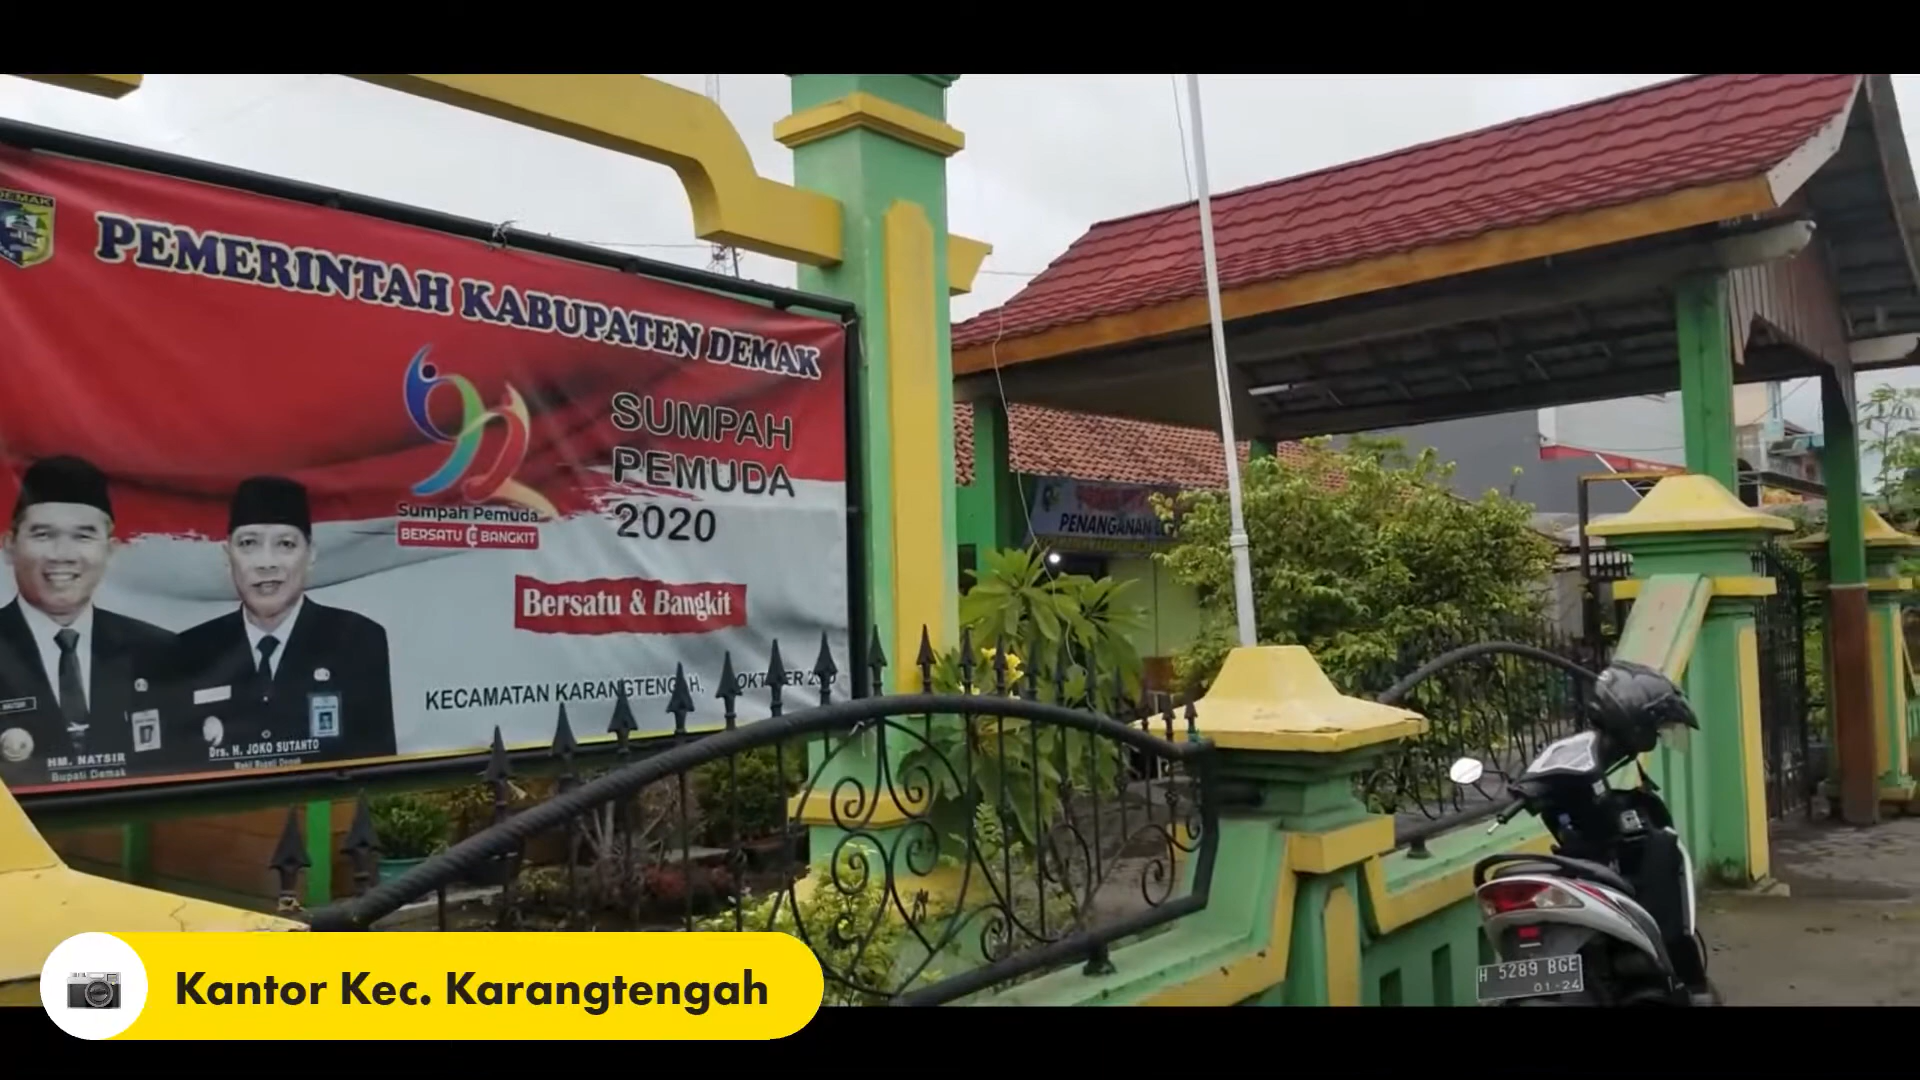 DEMAK
PEMERINTAH KABUPATEN DEMAK
SUMPAH
PEMUDA
2020
Sumpah Pemuda
BERSATU & BANGKIT
Bersatu & Bangkit
KECAMATAN KARANGTENGAH,
HM. NATSIR
Bupati Demak
Drs. H. JOKO SUTANTO
Wakil Bupati Demak
PENANGANAN
H 5289 BGE
01-24
Kantor Kec. Karangtengah